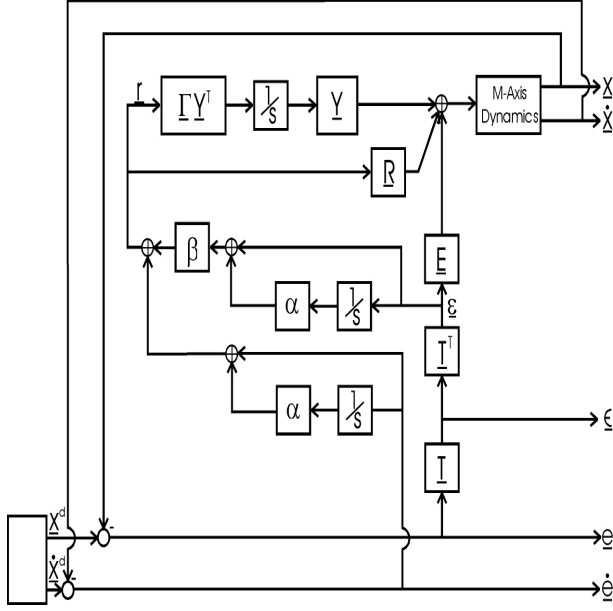 r
ΓY^T
1/s
Y
M-Axis
Dynamics
X
Ẋ
R
β
E
α
1/s
ε
T^T
α
1/s
ϵ
T
X^d
-
e
Ẋ^d
-
ė